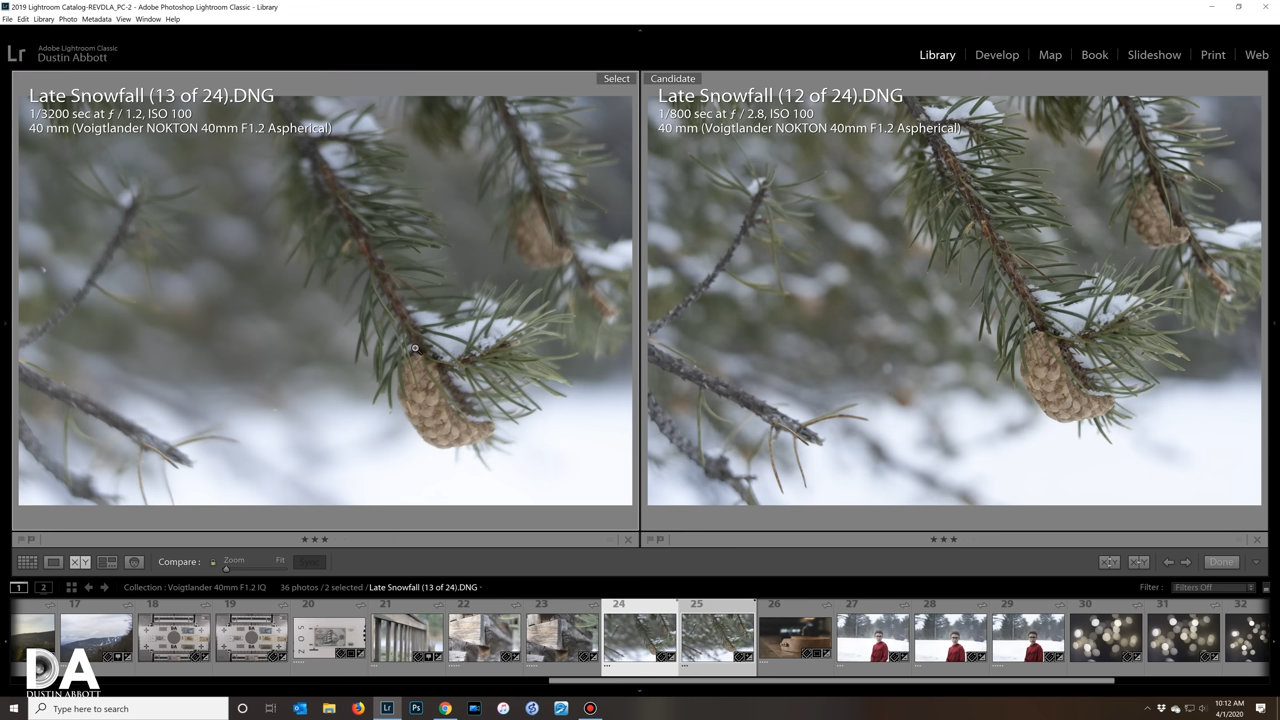 2019 Lightroom Catalog-REVDLA_PC-2 - Adobe Photoshop Lightroom Classic - Library
File Edit Library Photo Metadata View Window Help
Lr
Adobe Lightroom Classic
Dustin Abbott
Library Develop Map Book Slideshow Print Web
Select
Candidate
Late Snowfall (13 of 24).DNG
1/3200 sec at ƒ / 1.2, ISO 100
40 mm (Voigtlander NOKTON 40mm F1.2 Aspherical)
Late Snowfall (12 of 24).DNG
1/800 sec at ƒ / 2.8, ISO 100
40 mm (Voigtlander NOKTON 40mm F1.2 Aspherical)
XY
Compare :
Zoom Fit
Sync
Done
1 2
Collection : Voigtlander 40mm F1.2 IQ
36 photos / 2 selected / Late Snowfall (13 of 24).DNG
Filter : Filters Off
17 18 19 20 21 22 23 24 25 26 27 28 29 30 31 32
DA
DUSTIN ABBOTT
Type here to search
Lr
Ps
10:12 AM
4/1/2020